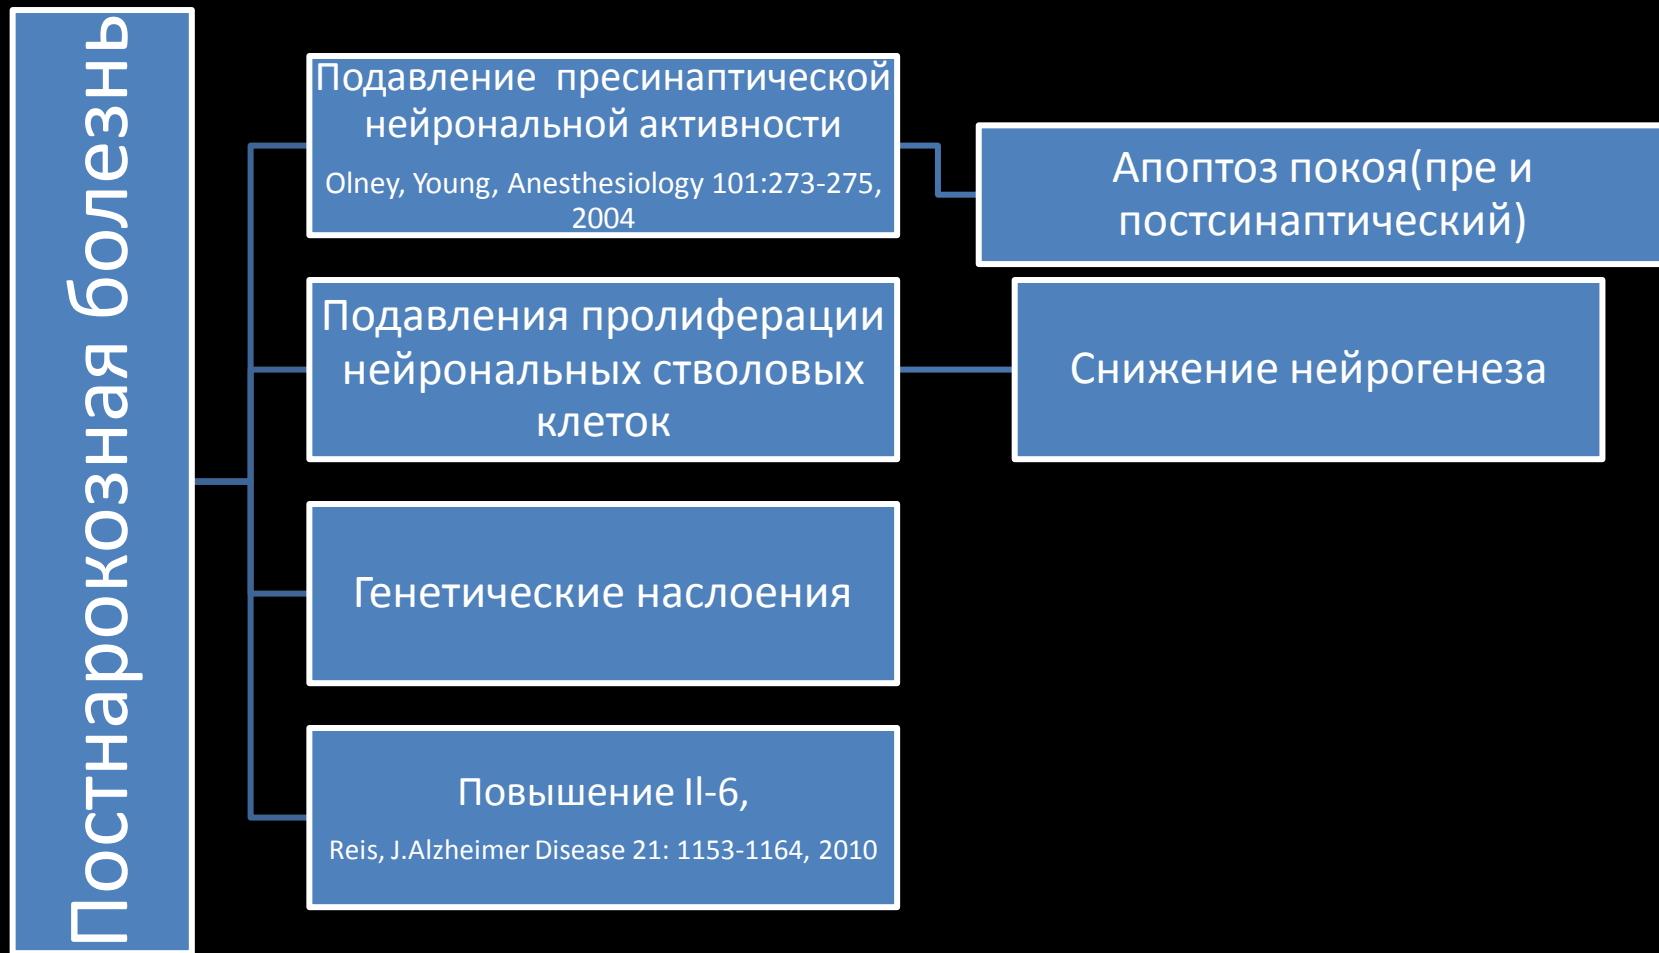 Постнарокозная болезнь
Подавление пресинаптической
нейрональной активности
Olney, Young, Anesthesiology 101:273-275,
2004
Апоптоз покоя(пре и
постсинаптический)
Подавления пролиферации
нейрональных стволовых
клеток
Снижение нейрогенеза
Генетические наслоения
Повышение Il-6,
Reis, J.Alzheimer Disease 21: 1153-1164, 2010